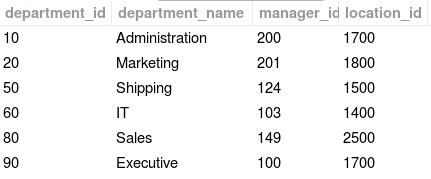 department_id department_name manager_id location_id
10 Administration 200 1700
20 Marketing 201 1800
50 Shipping 124 1500
60 IT 103 1400
80 Sales 149 2500
90 Executive 100 1700